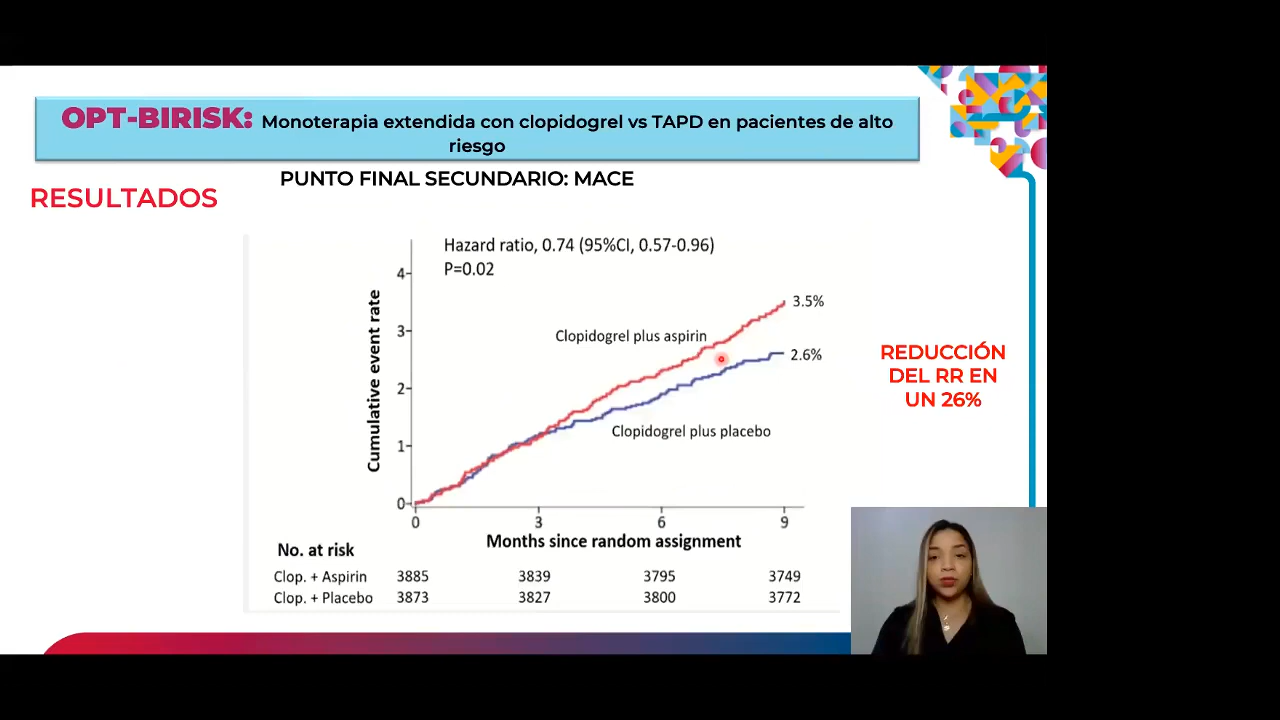 OPT-BIRISK: Monoterapia extendida con clopidogrel vs TAPD en pacientes de alto
riesgo
PUNTO FINAL SECUNDARIO: MACE
RESULTADOS
Hazard ratio, 0.74 (95%CI, 0.57-0.96)
P=0.02
Cumulative event rate
4
3
2
1
0
3.5%
Clopidogrel plus aspirin
2.6%
Clopidogrel plus placebo
REDUCCIÓN
DEL RR EN
UN 26%
0 3 6 9
Months since random assignment
No. at risk
Clop. + Aspirin 3885 3839 3795 3749
Clop. + Placebo 3873 3827 3800 3772